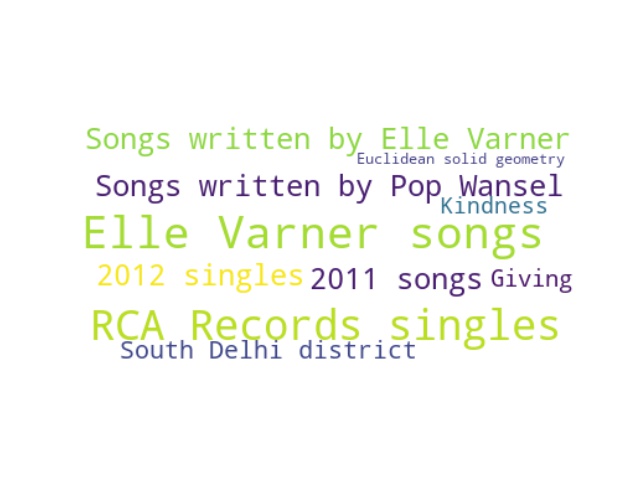 Songs written by Elle Varner
Euclidean solid geometry
Songs written by Pop Wansel
Kindness
Elle Varner songs
2012 singles
2011 songs
Giving
RCA Records singles
South Delhi district